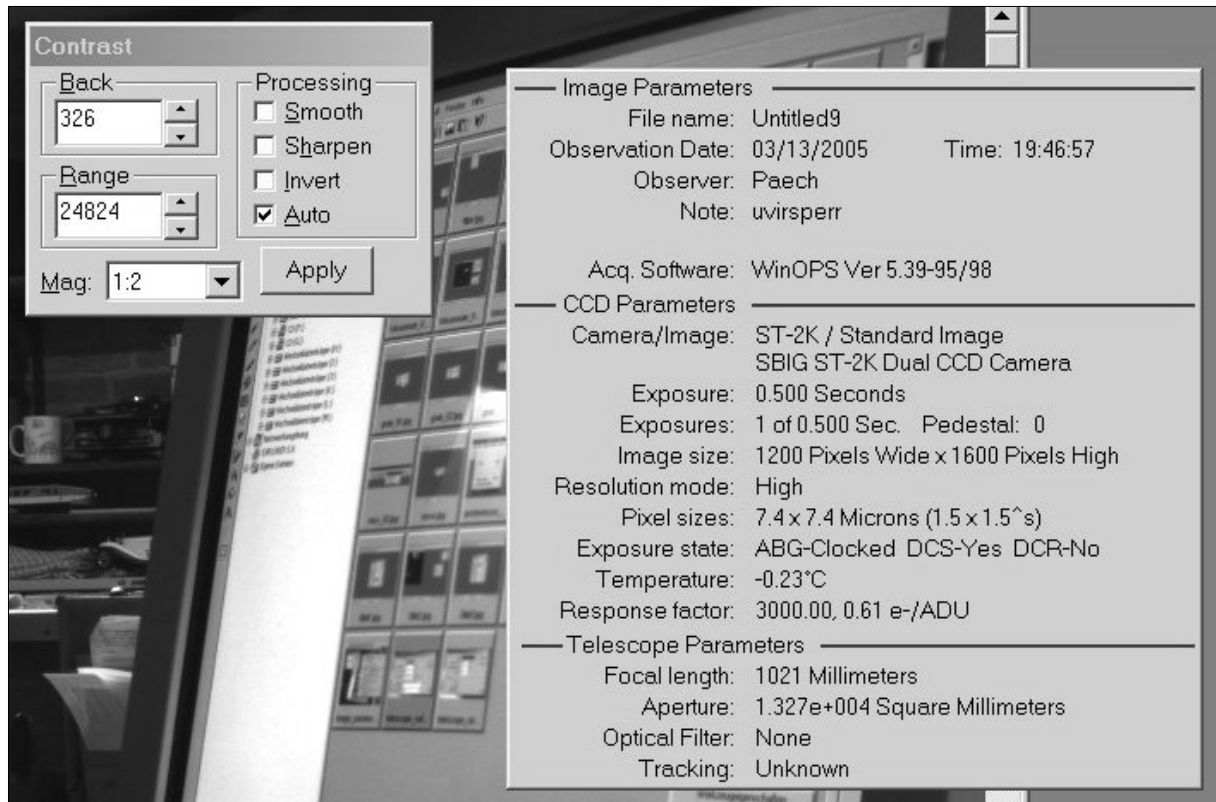 Contrast
Back
326
Range
24824
Mag: 1:2
Processing
Smooth
Sharpen
Invert
Auto
Apply
Image Parameters
File name: Untitled9
Observation Date: 03/13/2005 Time: 19:46:57
Observer: Paech
Note: uvirsperr
Acq. Software: WinOPS Ver 5.39-95/98
CCD Parameters
Camera/Image: ST-2K / Standard Image
SBIG ST-2K Dual CCD Camera
Exposure: 0.500 Seconds
Exposures: 1 of 0.500 Sec. Pedestal: 0
Image size: 1200 Pixels Wide x 1600 Pixels High
Resolution mode: High
Pixel sizes: 7.4 x 7.4 Microns (1.5 x 1.5^s)
Exposure state: ABG-Clocked DCS-Yes DCR-No
Temperature: -0.23°C
Response factor: 3000.00, 0.61 e-/ADU
Telescope Parameters
Focal length: 1021 Millimeters
Aperture: 1.327e+004 Square Millimeters
Optical Filter: None
Tracking: Unknown